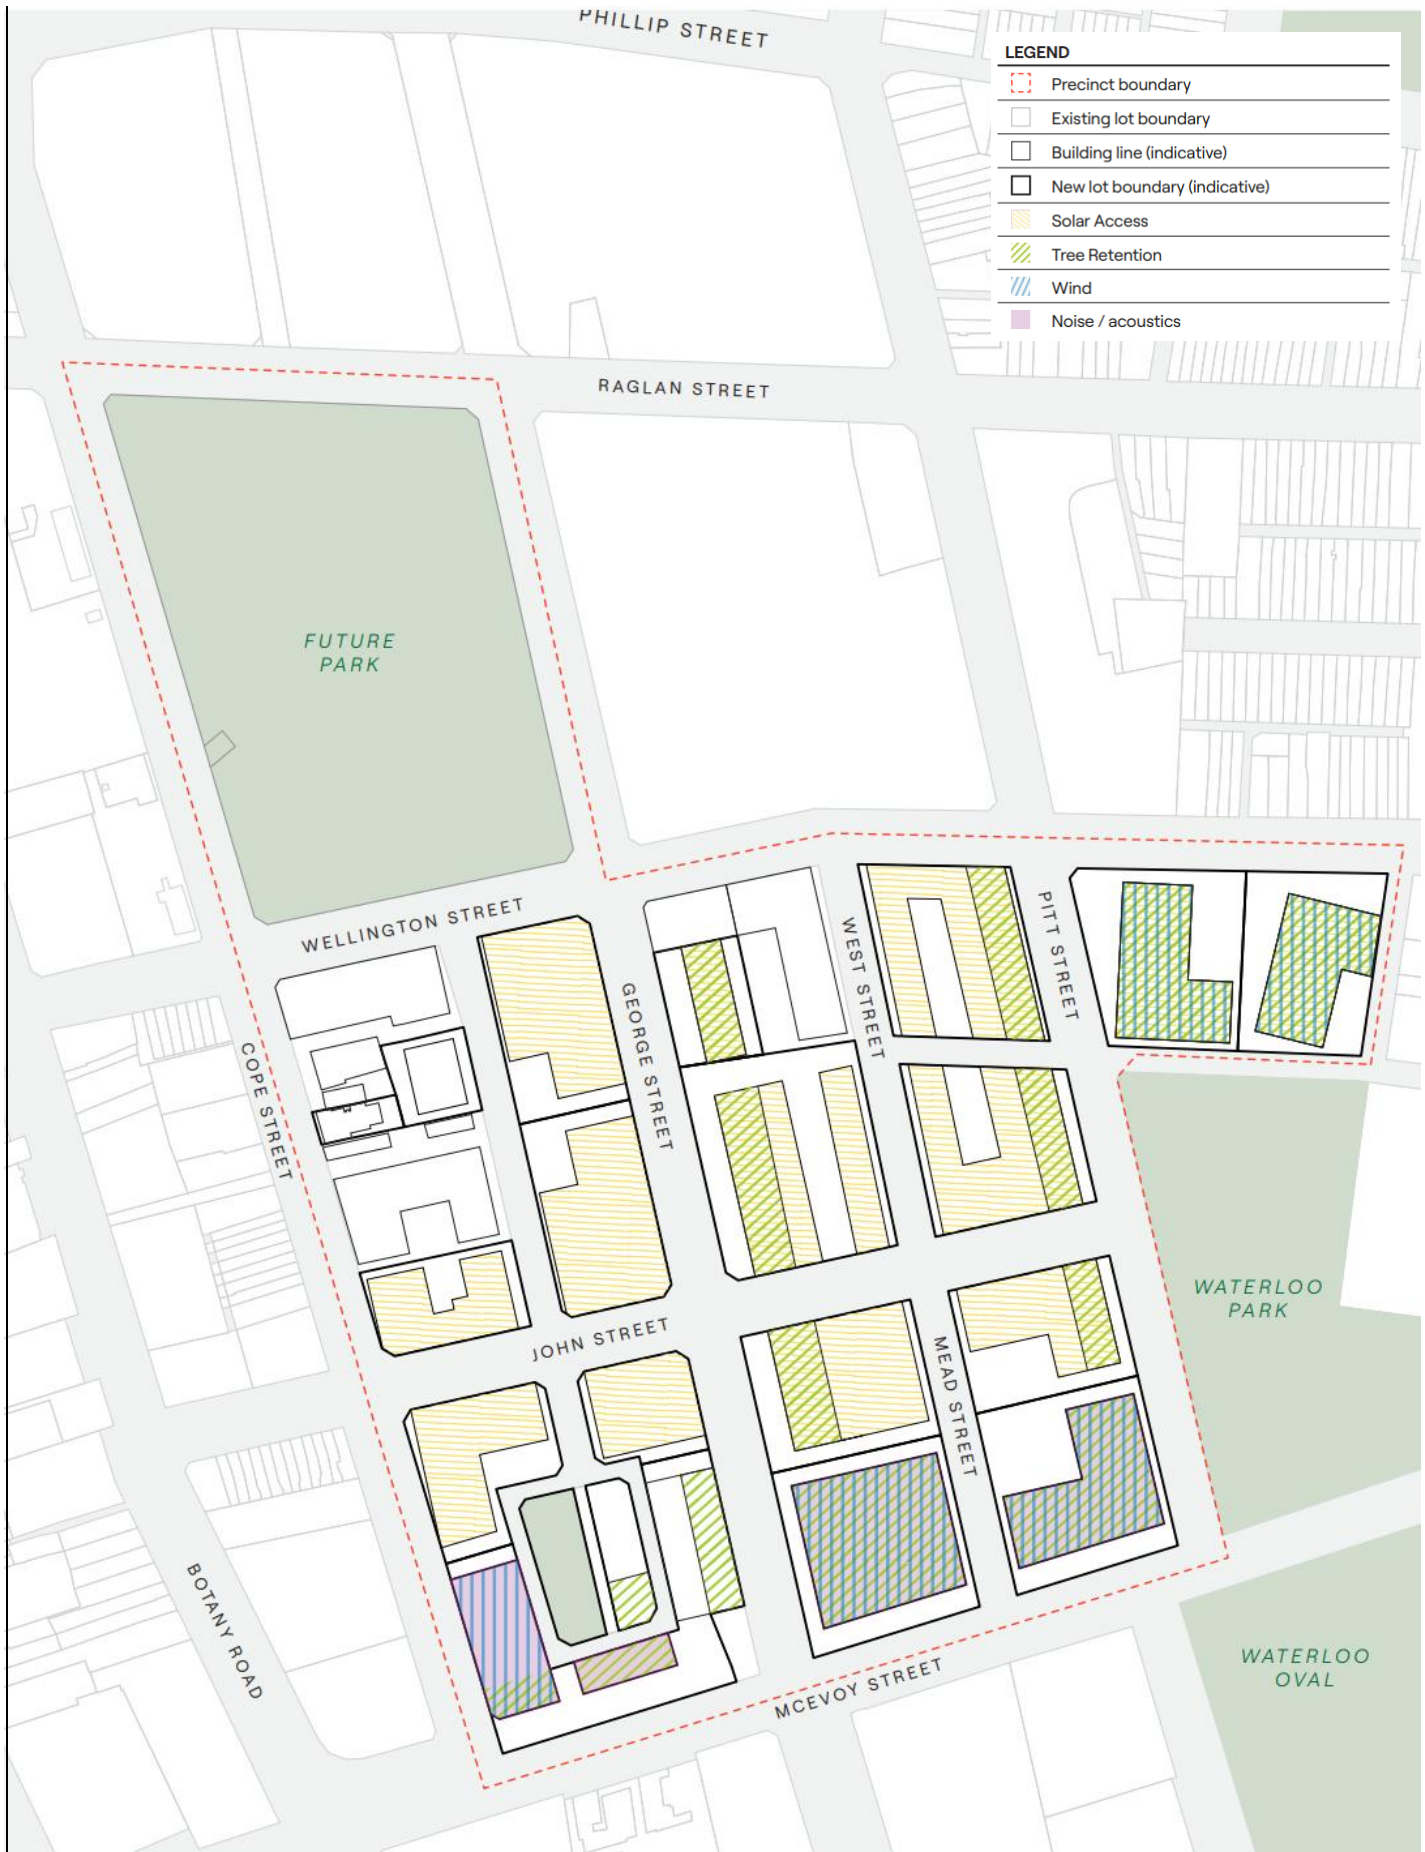 PHILLIP STREET
LEGEND
Precinct boundary
Existing lot boundary
Building line (indicative)
New lot boundary (indicative)
Solar Access
Tree Retention
Wind
Noise / acoustics
RAGLAN STREET
FUTURE
PARK
WELLINGTON STREET
PITT STREET
WEST STREET
GEORGE STREET
COPE STREET
WATERLOO
PARK
JOHN STREET
MEAD STREET
BOTANY ROAD
WATERLOO
OVAL
MCEVOY STREET